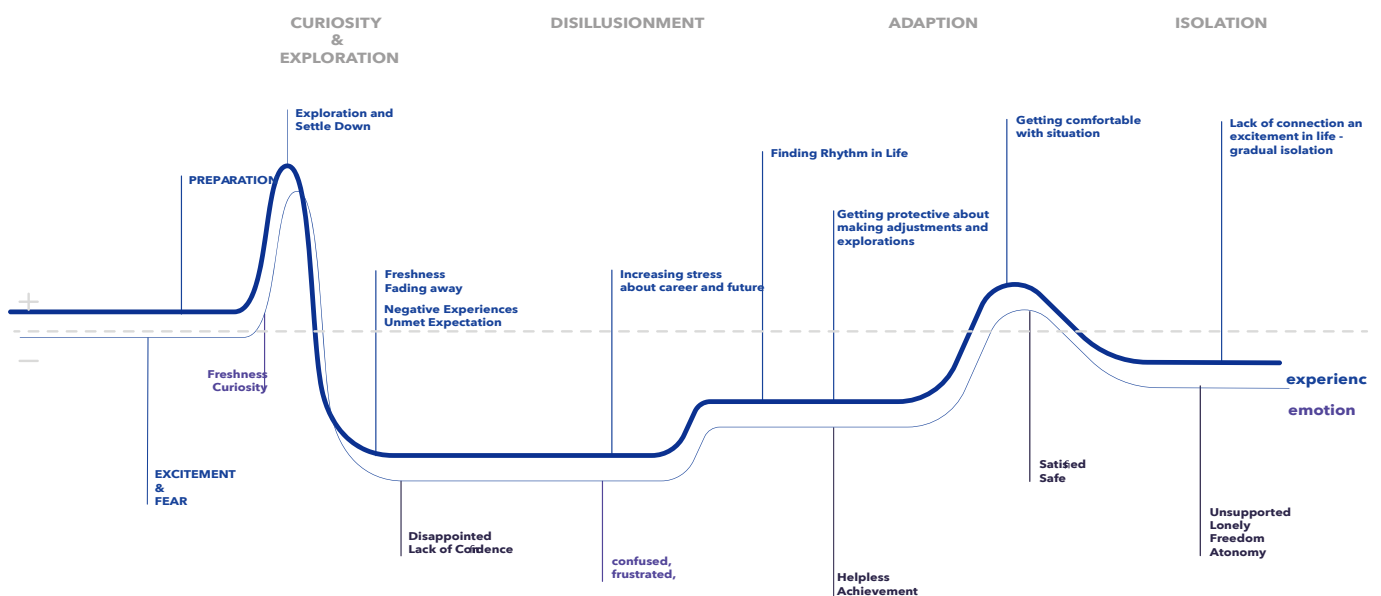 CURIOSITY
&
EXPLORATION
DISILLUSIONMENT
ADAPTION
ISOLATION
Exploration and
Settle Down
PREPARATION
Freshness
Fading away
Negative Experiences
Unmet Expectation
Increasing stress
about career and future
Finding Rhythm in Life
Getting protective about
making adjustments and
explorations
Getting comfortable
with situation
Lack of connection an
excitement in life -
gradual isolation
+
—
Freshness
Curiosity
EXCITEMENT
&
FEAR
Disappointed
Lack of Confidence
confused,
frustrated,
Helpless
Achievement
Satisfied
Safe
Unsupported
Lonely
Freedom
Atonomy
experienc
emotion